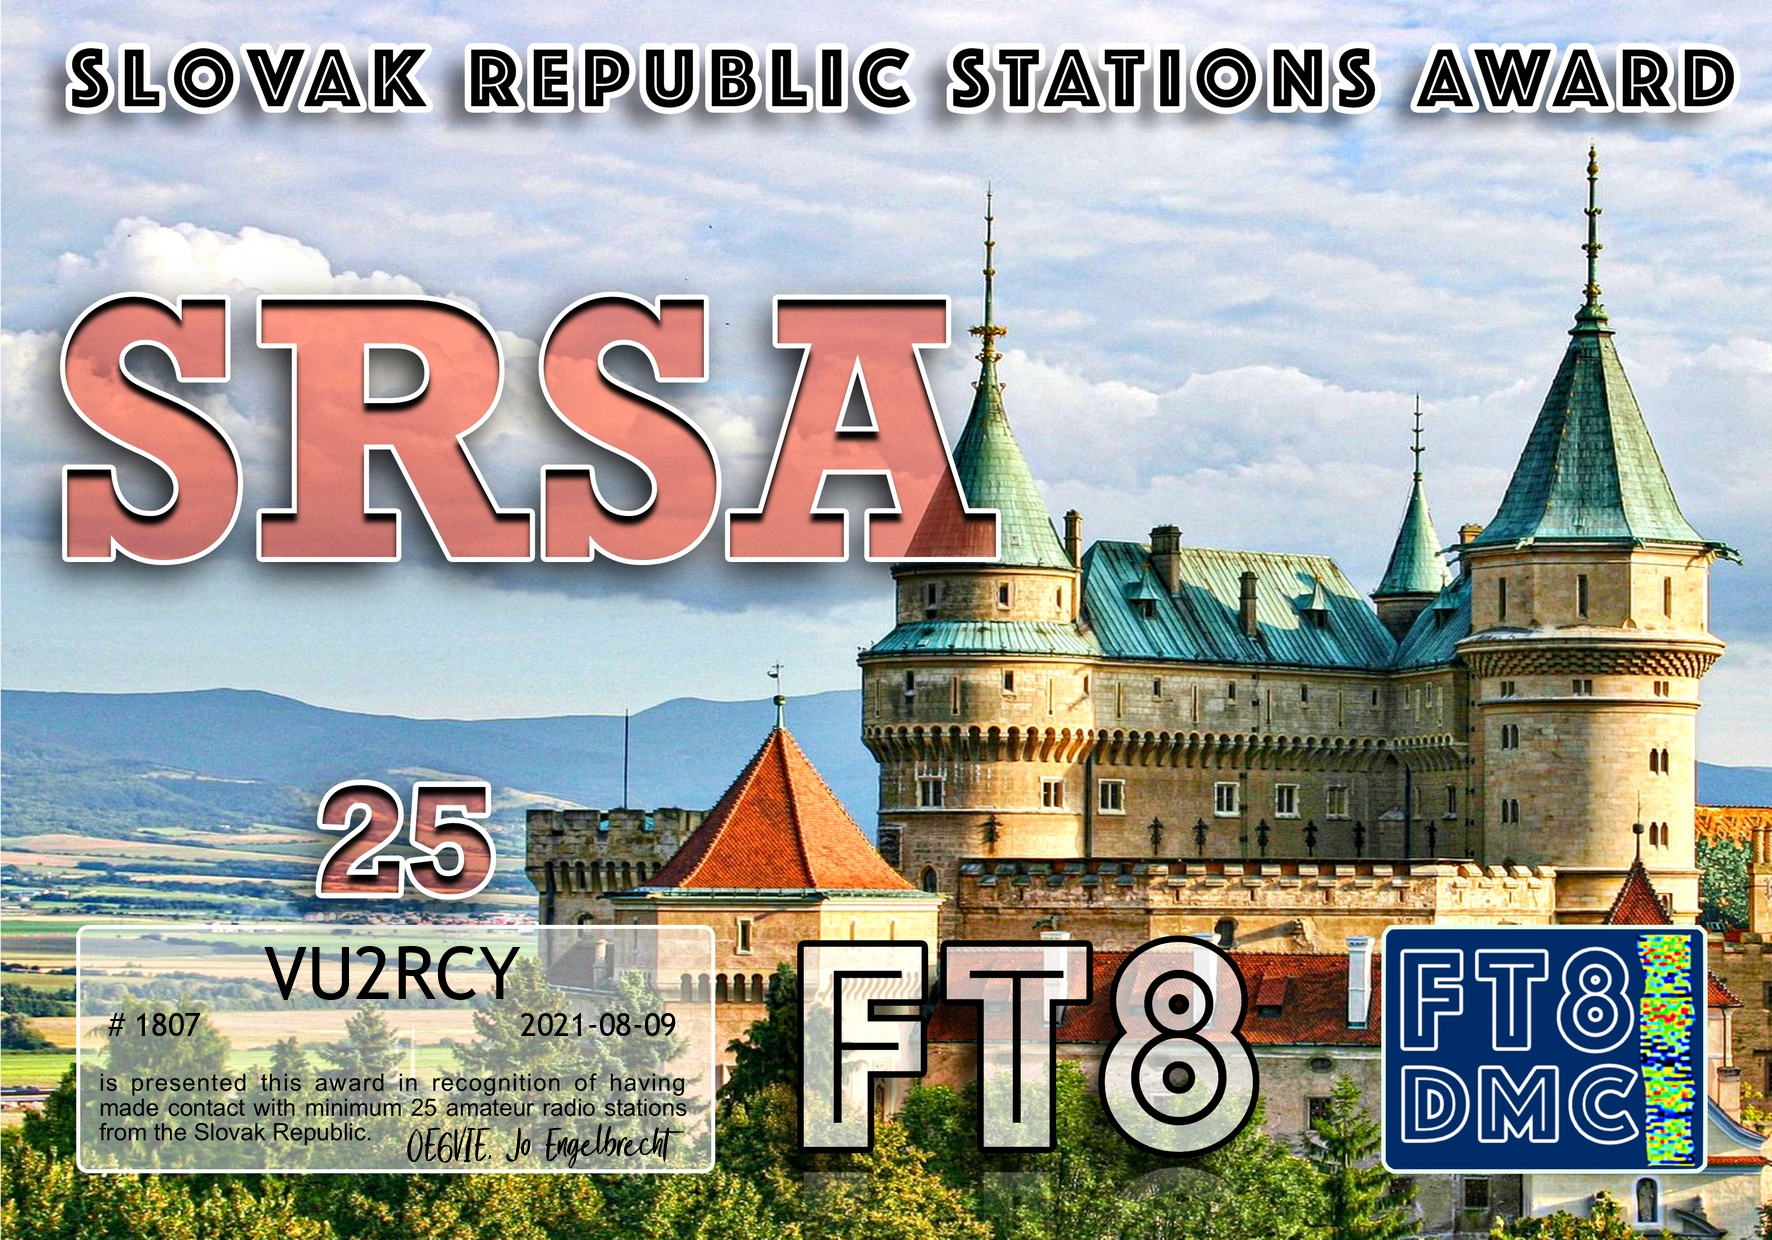 SLOVAK REPUBLIC STATIONS AWARD
SRSA
25
VU2RCY
# 1807 2021-08-09
is presented this award in recognition of having
made contact with minimum 25 amateur radio stations
from the Slovak Republic.
OE6VIE. Jo Engelbrecht
FT8
FT8
DMC